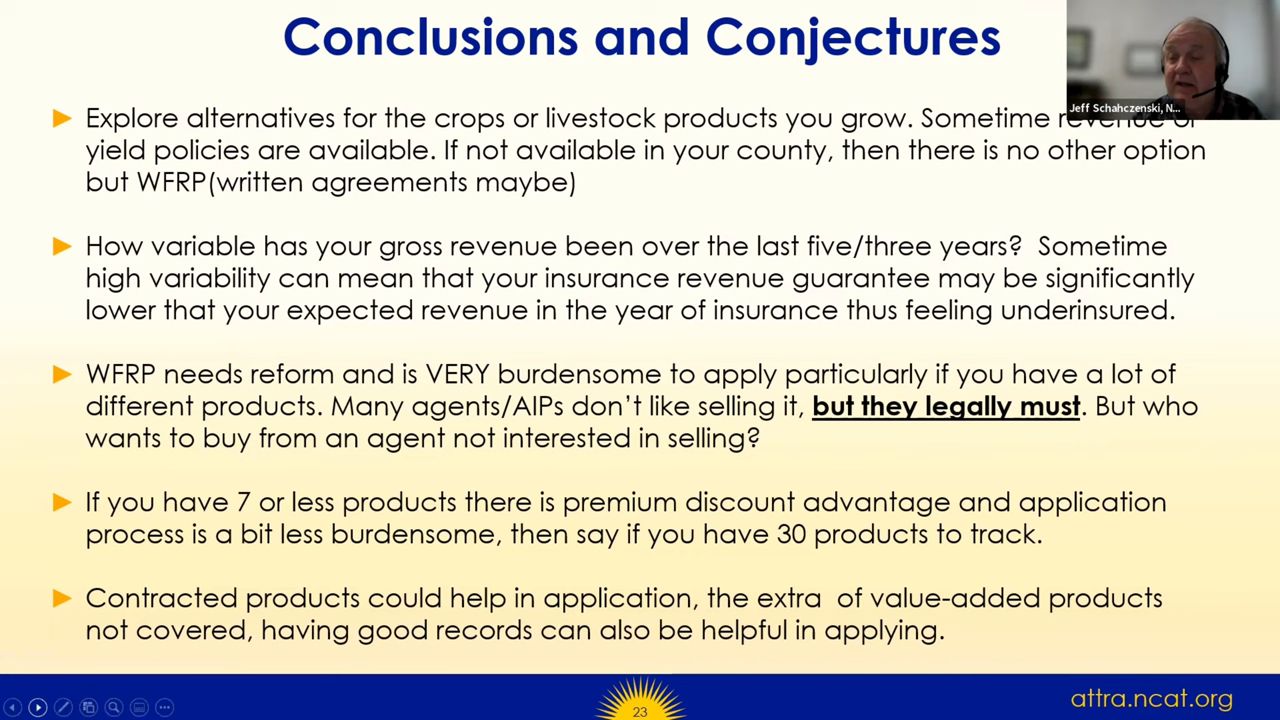 Conclusions and Conjectures
Jeff Schahczenski, N...
Explore alternatives for the crops or livestock products you grow. Sometime revenue or
yield policies are available. If not available in your county, then there is no other option
but WFRP(written agreements maybe)
How variable has your gross revenue been over the last five/three years?  Sometime
high variability can mean that your insurance revenue guarantee may be significantly
lower that your expected revenue in the year of insurance thus feeling underinsured.
WFRP needs reform and is VERY burdensome to apply particularly if you have a lot of
different products. Many agents/AIPs don't like selling it, but they legally must. But who
wants to buy from an agent not interested in selling?
If you have 7 or less products there is premium discount advantage and application
process is a bit less burdensome, then say if you have 30 products to track.
Contracted products could help in application, the extra  of value-added products
not covered, having good records can also be helpful in applying.
23
attra.ncat.org